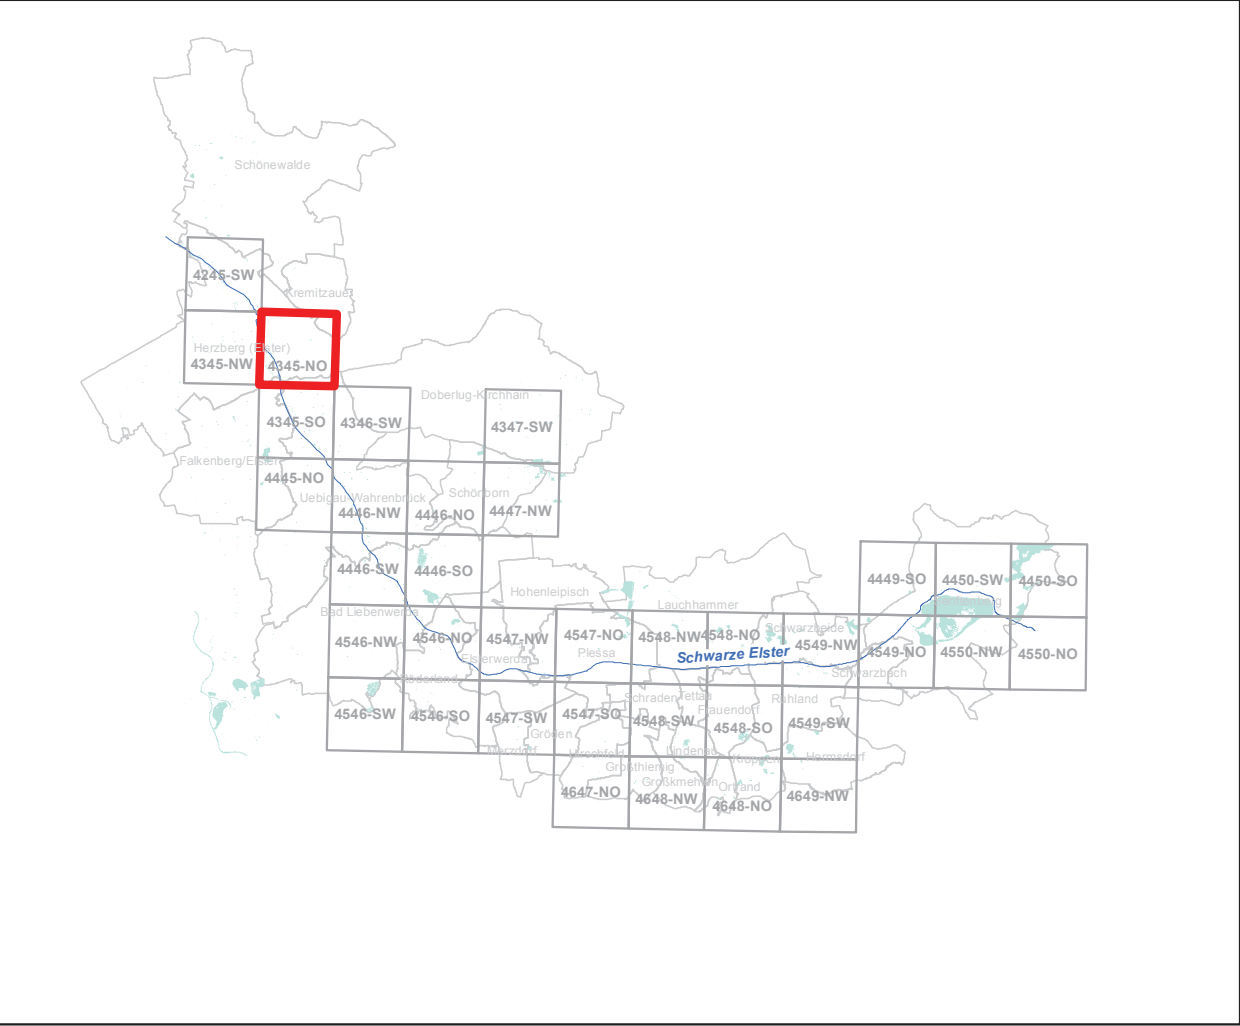 Schönewalde
4245-SW
Kremitzaue
Herzberg (Elster)
4345-NW
4345-NO
Doberlug-Kirchhain
4345-SO
4346-SW
4347-SW
Falkenberg/Elster
4445-NO
Uebigau-Wahrenbrück
Schönborn
4446-NW
4446-NO
4447-NW
4446-SW
4446-SO
4449-SO
4450-SW
4450-SO
Hohenleipisch
Senftenberg
Bad Liebenwerda
Lauchhammer
4546-NW
4546-NO
4547-NW
4547-NO
4548-NW
4548-NO
Schwarzheide
4549-NW
4549-NO
4550-NW
4550-NO
Elsterwerda
Plessa
Schwarze Elster
Schwarzbach
Röderland
4546-SW
4546-SO
4547-SW
4547-SO
Schraden
Tettau
Ruhland
Frauendorf
4548-SW
4548-SO
4549-SW
Gröden
Merzdorf
Hirschfeld
Lindenau
Kroppen
Hermsdorf
Großthiemig
Großkmehlen
Ortrand
4647-NO
4648-NW
4648-NO
4649-NW